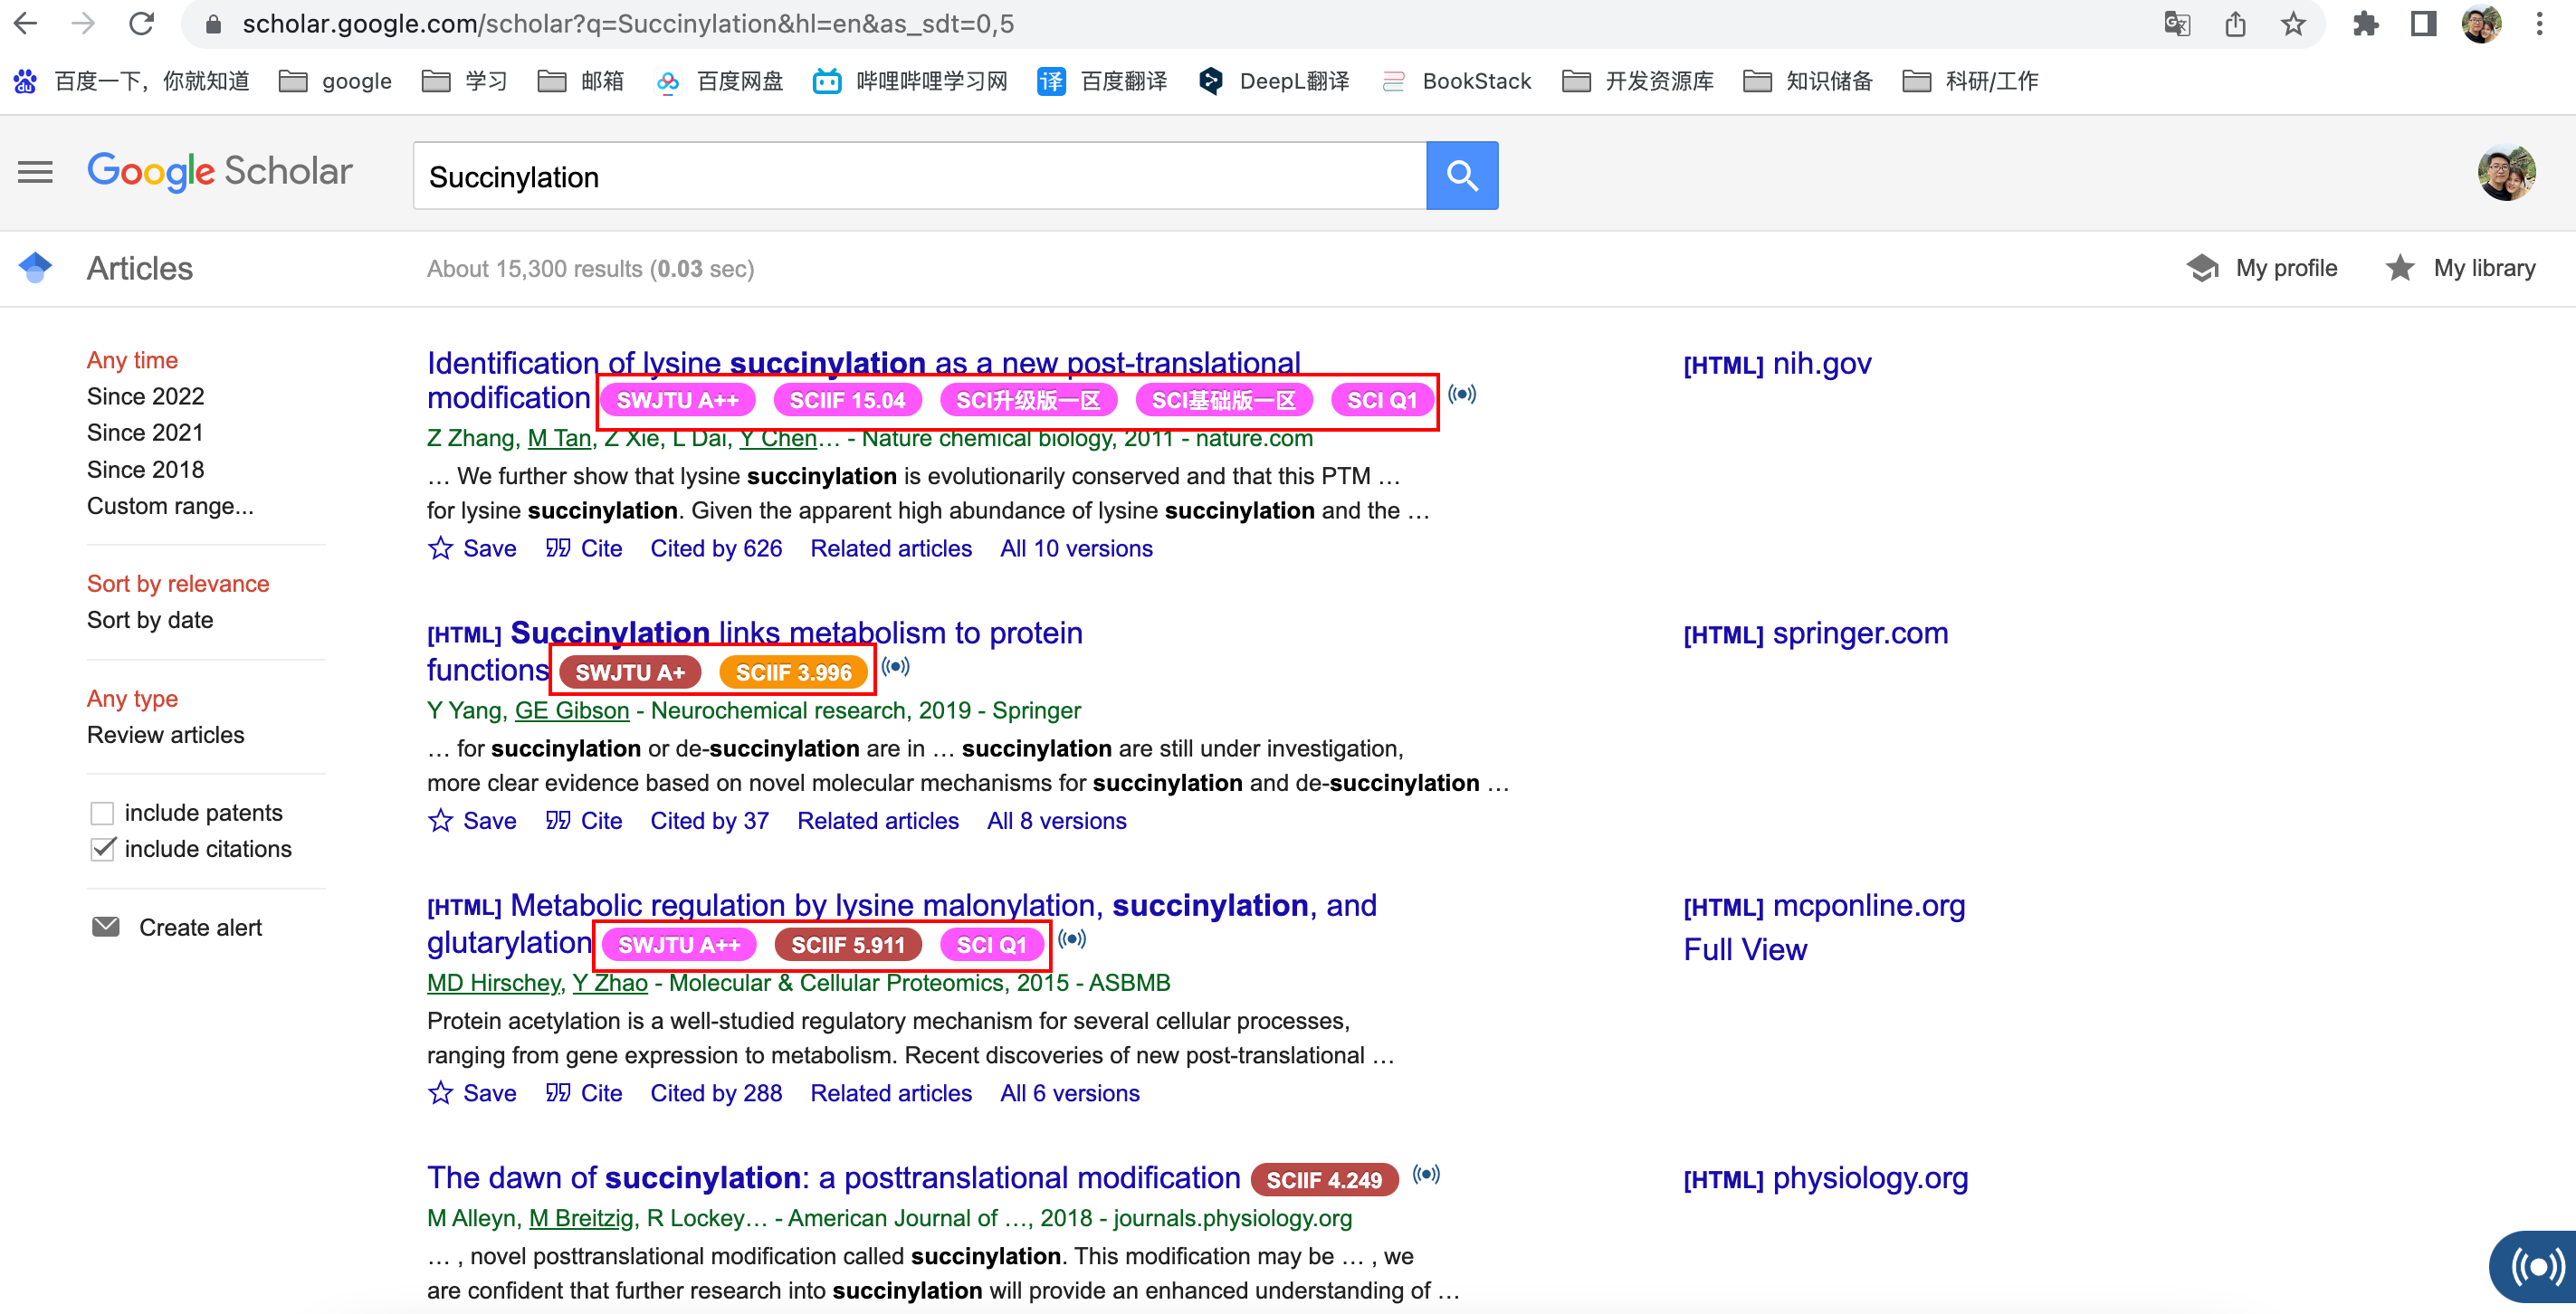 scholar.google.com/scholar?q=Succinylation&hl=en&as_sdt=0,5
百度一下，你就知道 google 学习 邮箱 百度网盘 哔哩哔哩学习网 译 百度翻译 DeepL翻译 BookStack 开发资源库 知识储备 科研/工作
Google Scholar
Succinylation
Articles
About 15,300 results (0.03 sec)
My profile
My library
Any time
Since 2022
Since 2021
Since 2018
Custom range...
Sort by relevance
Sort by date
Any type
Review articles
include patents
include citations
Create alert
Identification of lysine succinylation as a new post-translational
modification SWJTU A++ SCIIF 15.04 SCI升级版一区 SCI基础版一区 SCI Q1
Z Zhang, M Tan, Z Xie, L Dai, Y Chen… - Nature chemical biology, 2011 - nature.com
… We further show that lysine succinylation is evolutionarily conserved and that this PTM …
for lysine succinylation. Given the apparent high abundance of lysine succinylation and the …
Save Cite Cited by 626 Related articles All 10 versions
[HTML] nih.gov
[HTML] Succinylation links metabolism to protein
functions SWJTU A+ SCIIF 3.996
Y Yang, GE Gibson - Neurochemical research, 2019 - Springer
… for succinylation or de-succinylation are in … succinylation are still under investigation,
more clear evidence based on novel molecular mechanisms for succinylation and de-succinylation …
Save Cite Cited by 37 Related articles All 8 versions
[HTML] springer.com
[HTML] Metabolic regulation by lysine malonylation, succinylation, and
glutarylation SWJTU A++ SCIIF 5.911 SCI Q1
MD Hirschey, Y Zhao - Molecular & Cellular Proteomics, 2015 - ASBMB
Protein acetylation is a well-studied regulatory mechanism for several cellular processes,
ranging from gene expression to metabolism. Recent discoveries of new post-translational …
Save Cite Cited by 288 Related articles All 6 versions
[HTML] mcponline.org
Full View
The dawn of succinylation: a posttranslational modification SCIIF 4.249
M Alleyn, M Breitzig, R Lockey… - American Journal of …, 2018 - journals.physiology.org
… , novel posttranslational modification called succinylation. This modification may be … , we
are confident that further research into succinylation will provide an enhanced understanding of …
[HTML] physiology.org